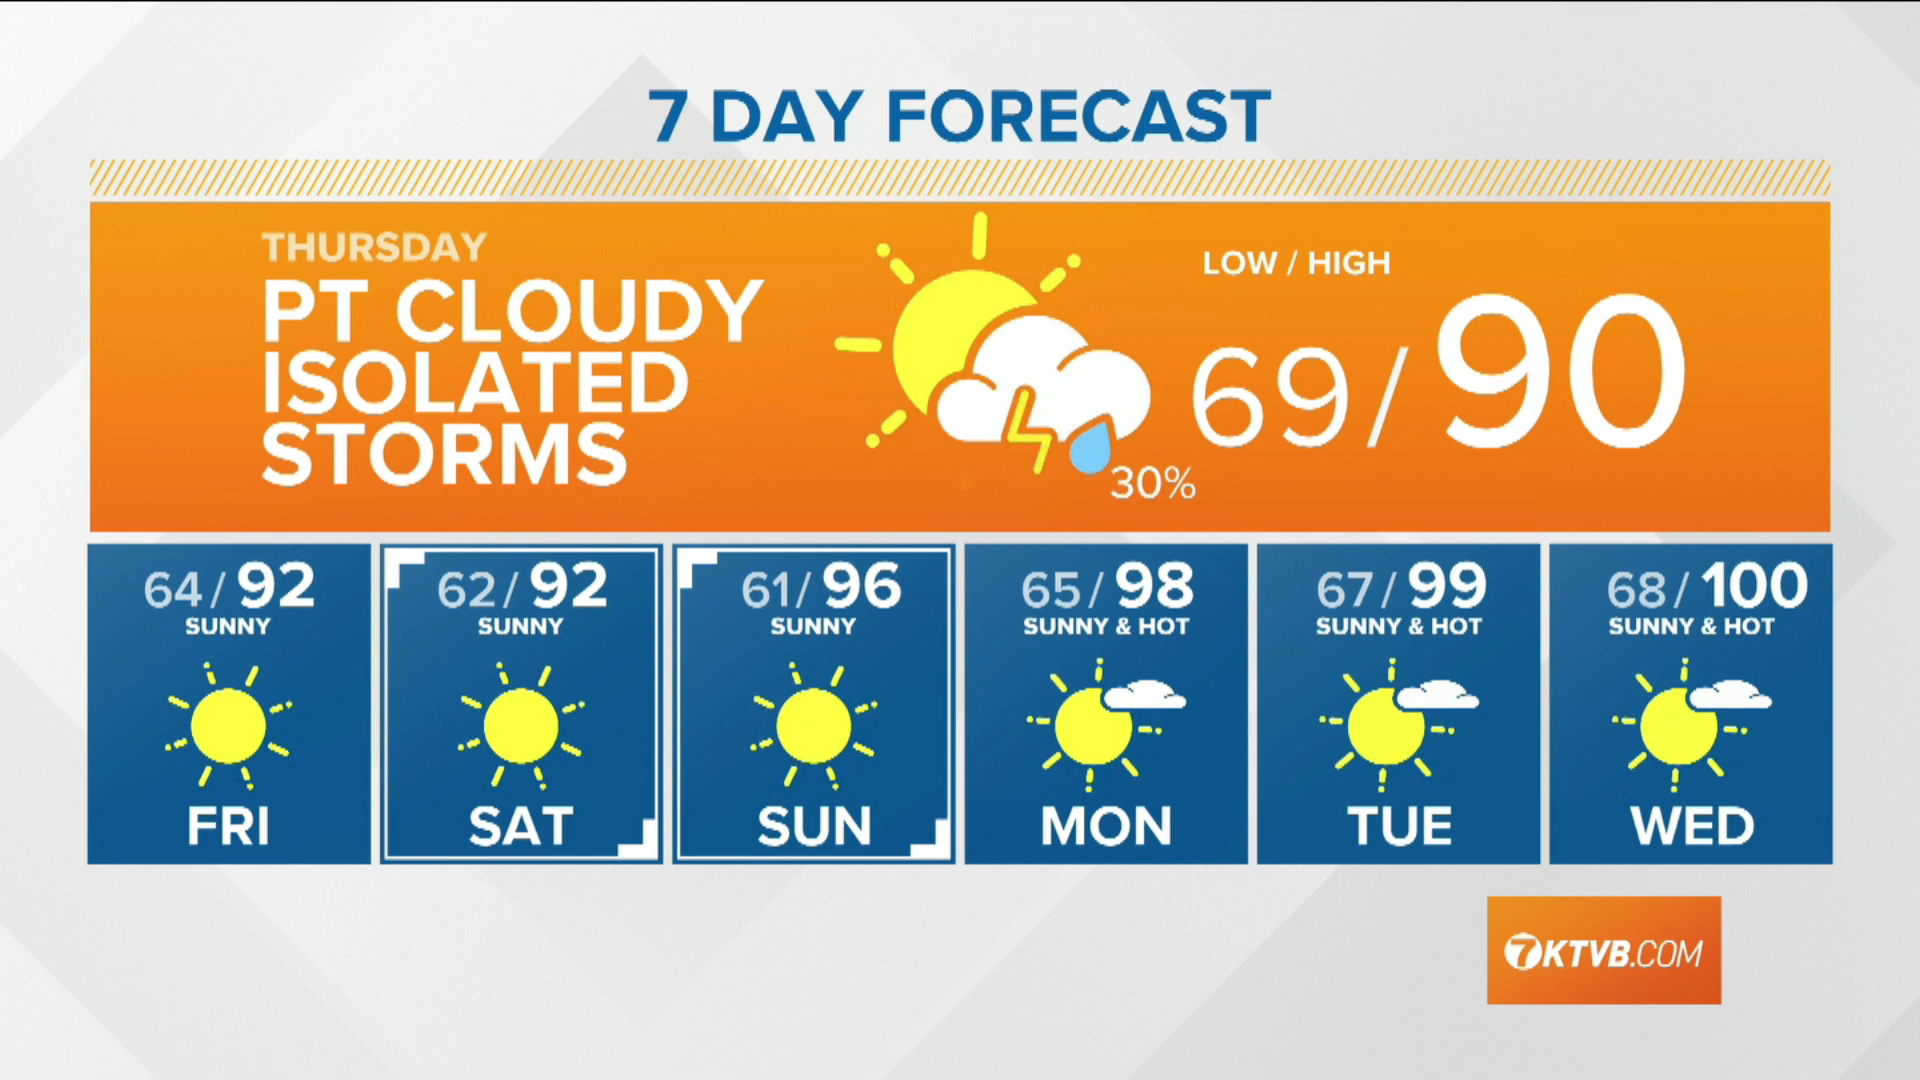 7 DAY FORECAST
THURSDAY
PT CLOUDY
ISOLATED
STORMS
LOW / HIGH
69/90
30%
64/92
SUNNY
FRI
62/92
SUNNY
SAT
61/96
SUNNY
SUN
65/98
SUNNY & HOT
MON
67/99
SUNNY & HOT
TUE
68/100
SUNNY & HOT
WED
7KTVB.COM